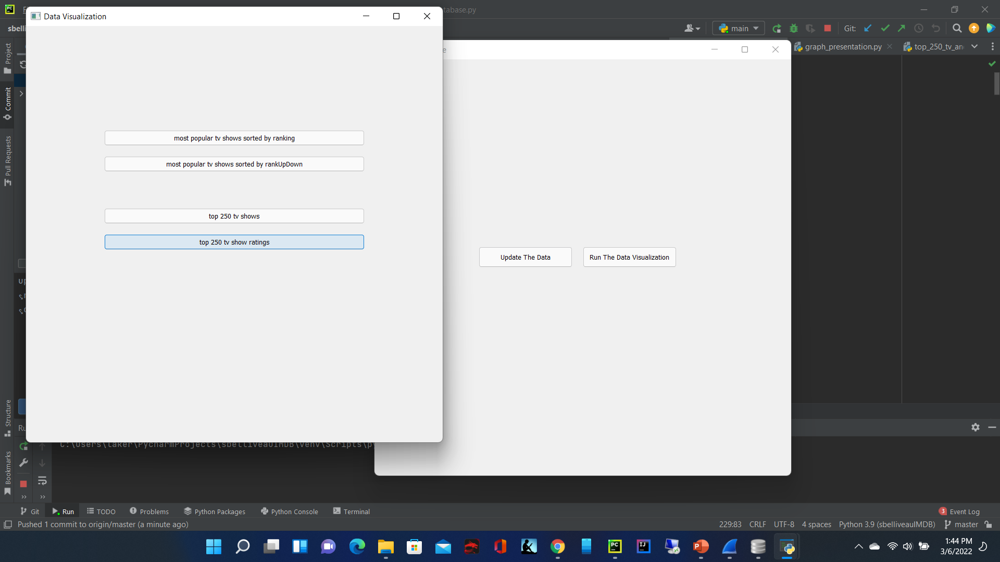 Data Visualization
tabase.py
sbelli
main
Git:
graph_presentation.py
top_250_tv_an
Project
Commit
Pull Requests
Structure
Bookmarks
most popular tv shows sorted by ranking
most popular tv shows sorted by rankUpDown
top 250 tv shows
top 250 tv show ratings
Update The Data
Run The Data Visualization
up
Ru
C:\Users\taker\PycharmProjects\sbelliveauIMDB\venv\Scripts\p
Git
Run
TODO
Problems
Python Packages
Python Console
Terminal
3 Event Log
Pushed 1 commit to origin/master (a minute ago)
229:83
CRLF
UTF-8
4 spaces
Python 3.9 (sbelliveauIMDB)
master
1:44 PM
3/6/2022